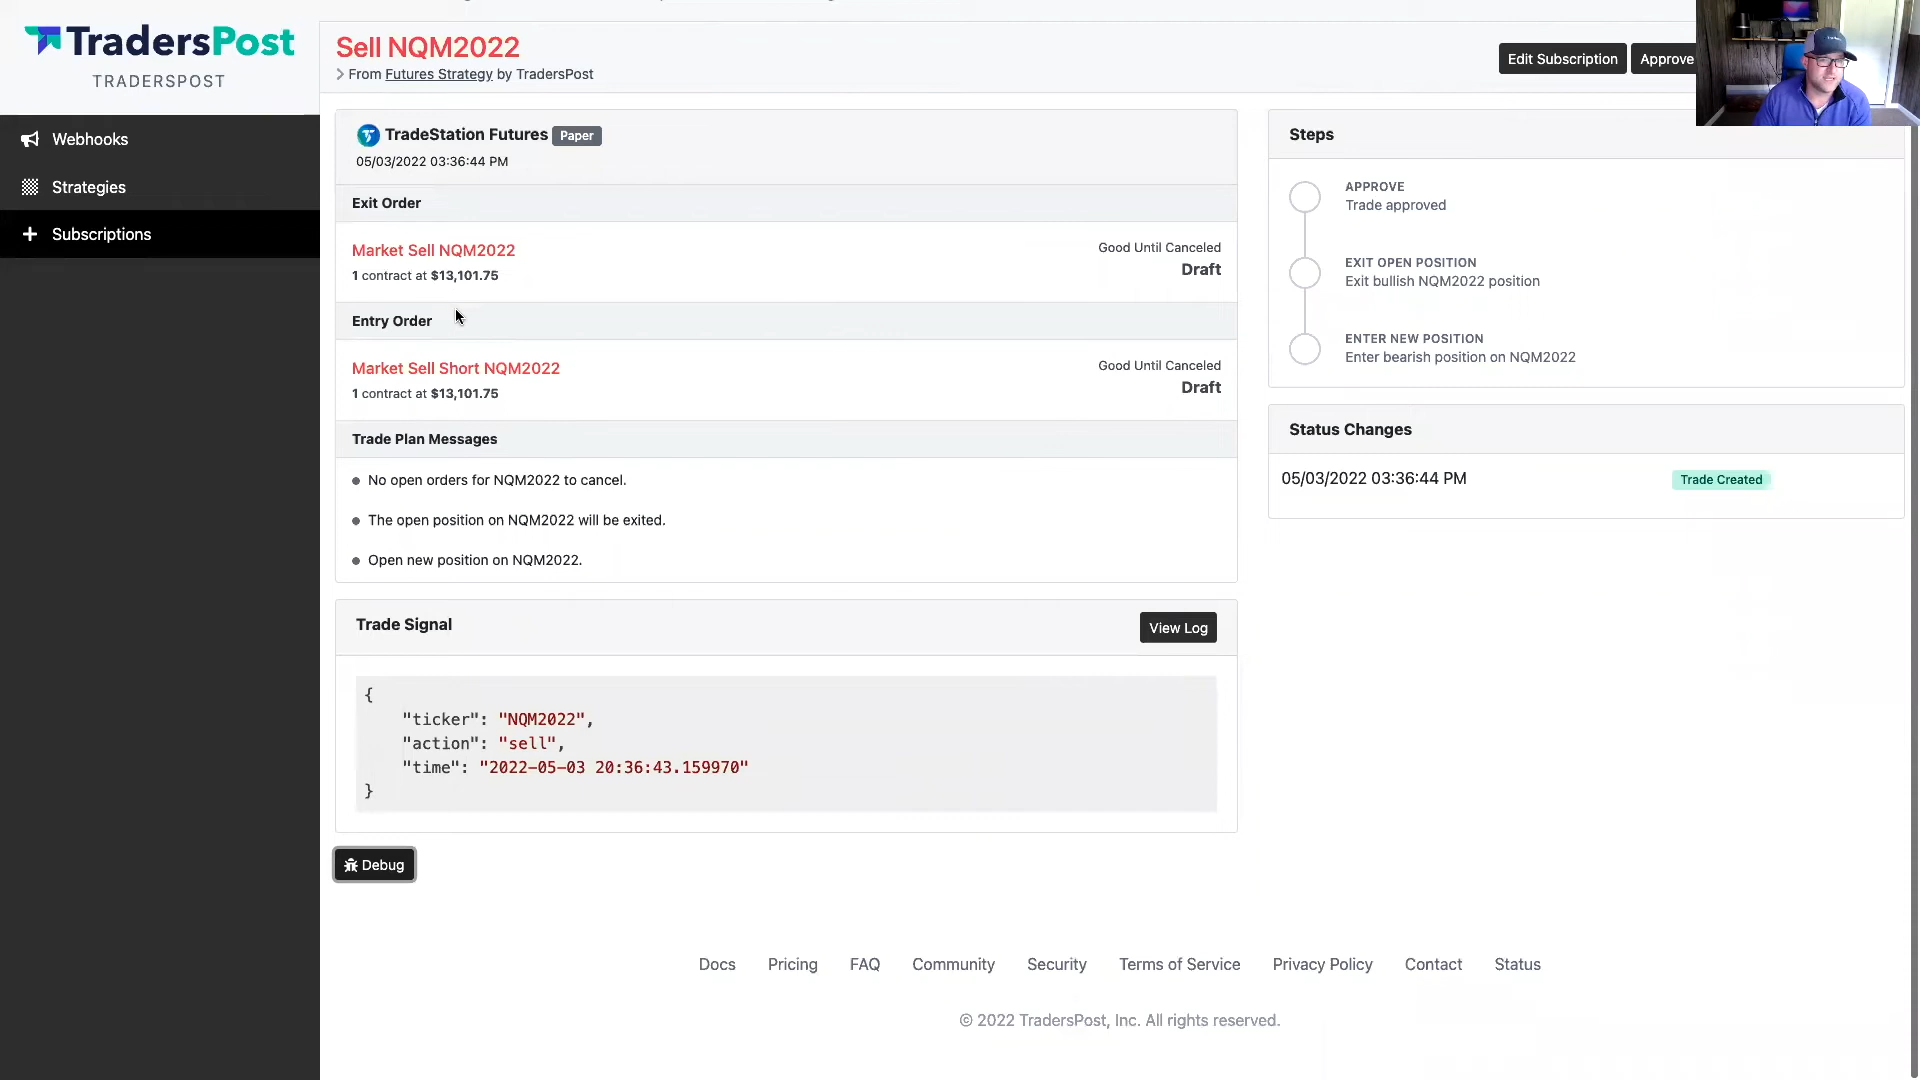 TradersPost
TRADERSPOST
Webhooks
Strategies
Subscriptions
Sell NQM2022
From Futures Strategy by TradersPost
Edit Subscription
Approve
TradeStation Futures Paper
05/03/2022 03:36:44 PM
Exit Order
Market Sell NQM2022
1 contract at $13,101.75
Good Until Canceled
Draft
Entry Order
Market Sell Short NQM2022
1 contract at $13,101.75
Good Until Canceled
Draft
Trade Plan Messages
No open orders for NQM2022 to cancel.
The open position on NQM2022 will be exited.
Open new position on NQM2022.
Trade Signal
View Log
{
"ticker": "NQM2022",
"action": "sell",
"time": "2022-05-03 20:36:43.159970"
}
Debug
Steps
APPROVE
Trade approved
EXIT OPEN POSITION
Exit bullish NQM2022 position
ENTER NEW POSITION
Enter bearish position on NQM2022
Status Changes
05/03/2022 03:36:44 PM
Trade Created
Docs Pricing FAQ Community Security Terms of Service Privacy Policy Contact Status
© 2022 TradersPost, Inc. All rights reserved.